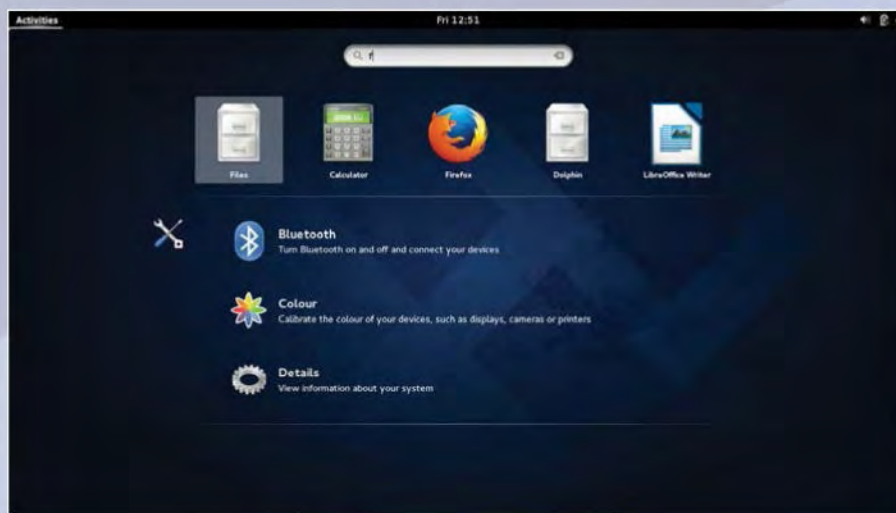 Activities
Fri 12:51
Files
Calculator
Firefox
Dolphin
LibreOffice Writer
Bluetooth
Turn Bluetooth on and off and connect your devices
Colour
Calibrate the colour of your devices, such as displays, cameras or printers
Details
View information about your system